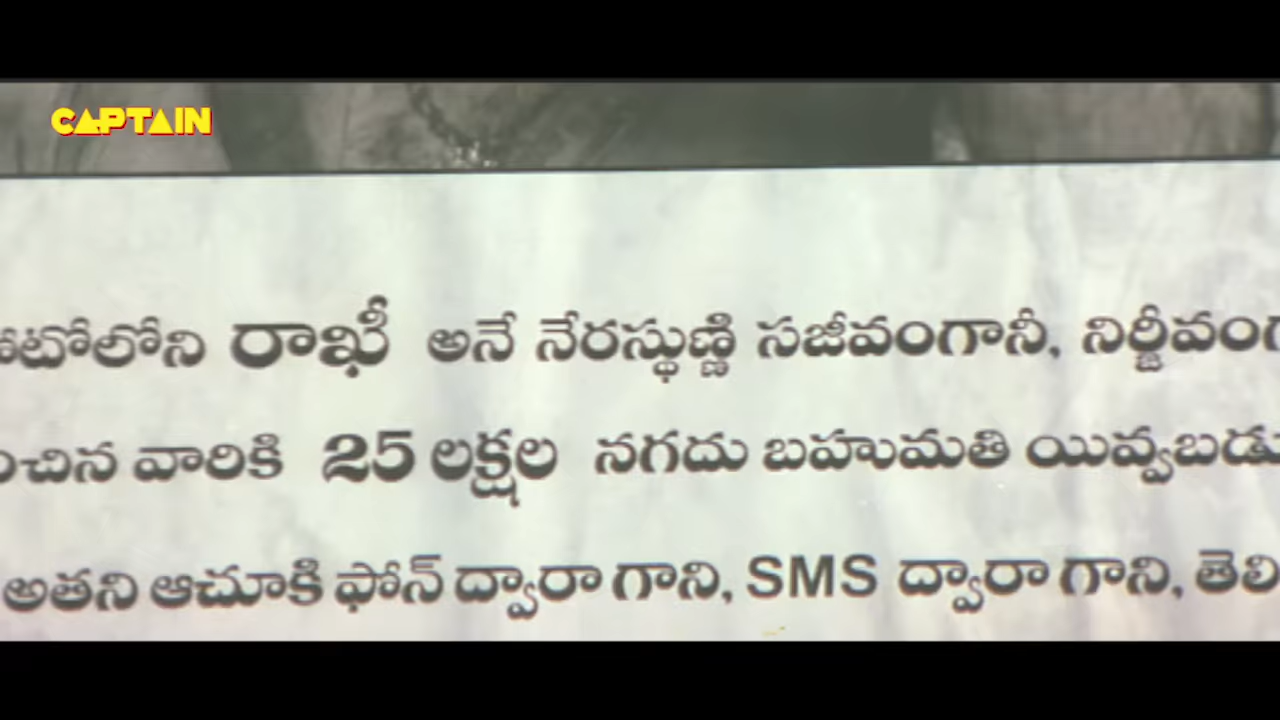 CAPTAIN
ఫోటోలోని రాఖీ అనే నేరస్థుణ్ణి సజీవంగానీ, నిర్జీవంగ
ంచిన వారికి 25 లక్షల నగదు బహుమతి యివ్వబడు
అతని ఆచూకి ఫోన్ ద్వారా గాని, SMS ద్వారా గాని, తెలి